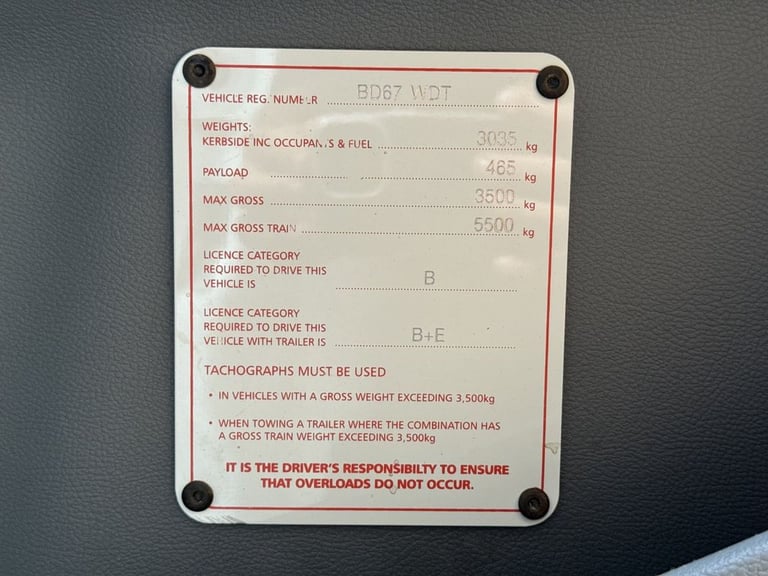 VEHICLE REG. NUMBER BD67 WDT
WEIGHTS:
KERBSIDE INC OCCUPANTS & FUEL 3035 kg
PAYLOAD 465 kg
MAX GROSS 3500 kg
MAX GROSS TRAIN 5500 kg
LICENCE CATEGORY
REQUIRED TO DRIVE THIS
VEHICLE IS B
LICENCE CATEGORY
REQUIRED TO DRIVE THIS
VEHICLE WITH TRAILER IS B+E
TACHOGRAPHS MUST BE USED
• IN VEHICLES WITH A GROSS WEIGHT EXCEEDING 3,500kg
• WHEN TOWING A TRAILER WHERE THE COMBINATION HAS
A GROSS TRAIN WEIGHT EXCEEDING 3,500kg
IT IS THE DRIVER'S RESPONSIBILTY TO ENSURE
THAT OVERLOADS DO NOT OCCUR.